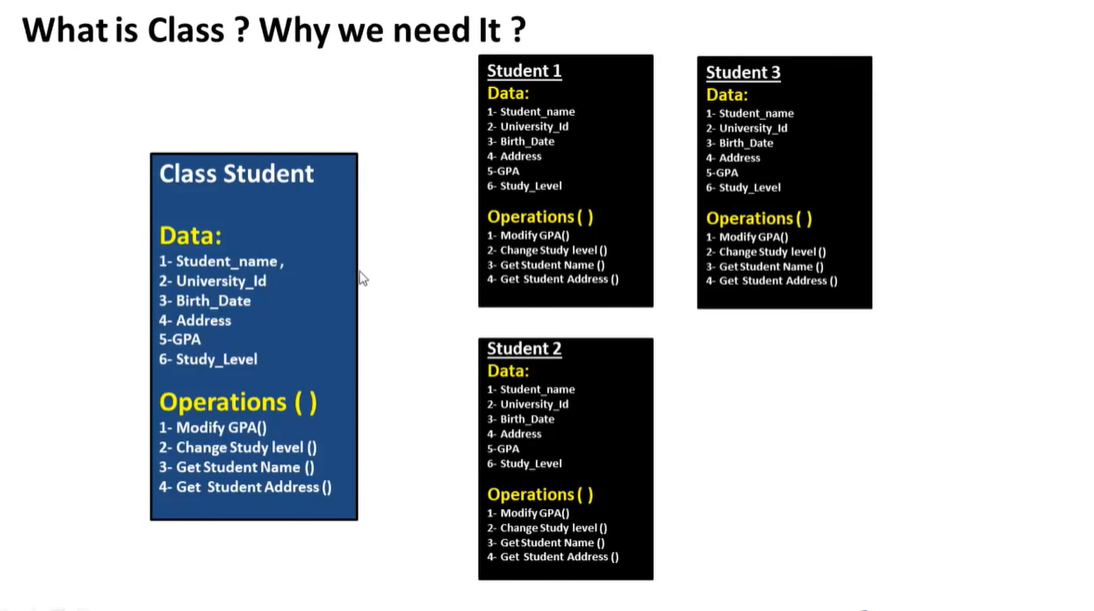 What is Class ? Why we need It ?
Class Student
Data:
1- Student_name ,
2- University_Id
3- Birth_Date
4- Address
5-GPA
6- Study_Level
Operations ( )
1- Modify GPA()
2- Change Study level ()
3- Get Student Name ()
4- Get Student Address ()
Student 1
Data:
1- Student_name
2- University_Id
3- Birth_Date
4- Address
5-GPA
6- Study_Level
Operations ( )
1- Modify GPA()
2- Change Study level ()
3- Get Student Name ()
4- Get Student Address ()
Student 2
Data:
1- Student_name
2- University_Id
3- Birth_Date
4- Address
5-GPA
6- Study_Level
Operations ( )
1- Modify GPA()
2- Change Study level ()
3- Get Student Name ()
4- Get Student Address ()
Student 3
Data:
1- Student_name
2- University_Id
3- Birth_Date
4- Address
5-GPA
6- Study_Level
Operations ( )
1- Modify GPA()
2- Change Study level ()
3- Get Student Name ()
4- Get Student Address ()